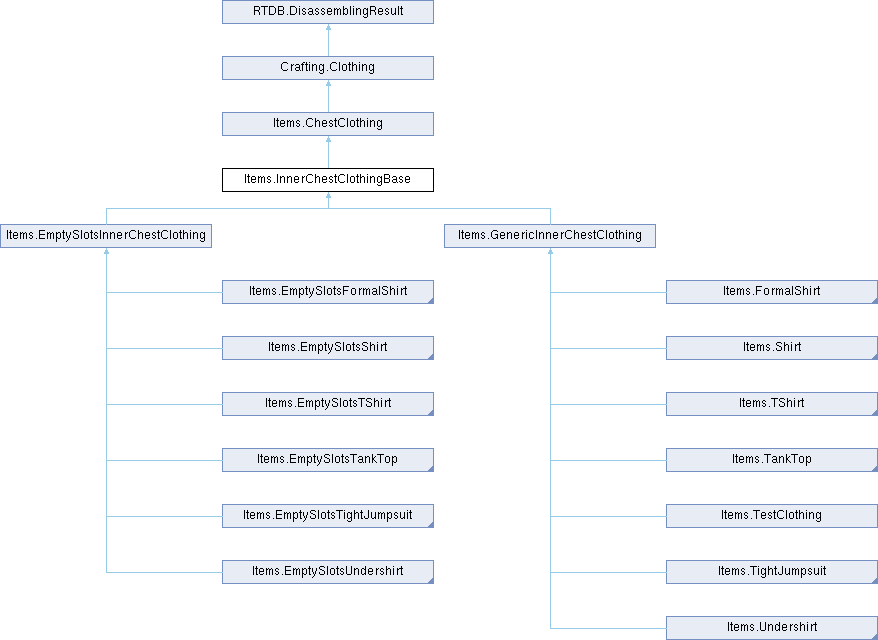 RTDB.DisassemblingResult
Crafting.Clothing
Items.ChestClothing
Items.InnerChestClothingBase
Items.EmptySlotsInnerChestClothing
Items.GenericInnerChestClothing
Items.EmptySlotsFormalShirt
Items.FormalShirt
Items.EmptySlotsShirt
Items.Shirt
Items.EmptySlotsTShirt
Items.TShirt
Items.EmptySlotsTankTop
Items.TankTop
Items.EmptySlotsTightJumpsuit
Items.TestClothing
Items.EmptySlotsUndershirt
Items.TightJumpsuit
Items.Undershirt